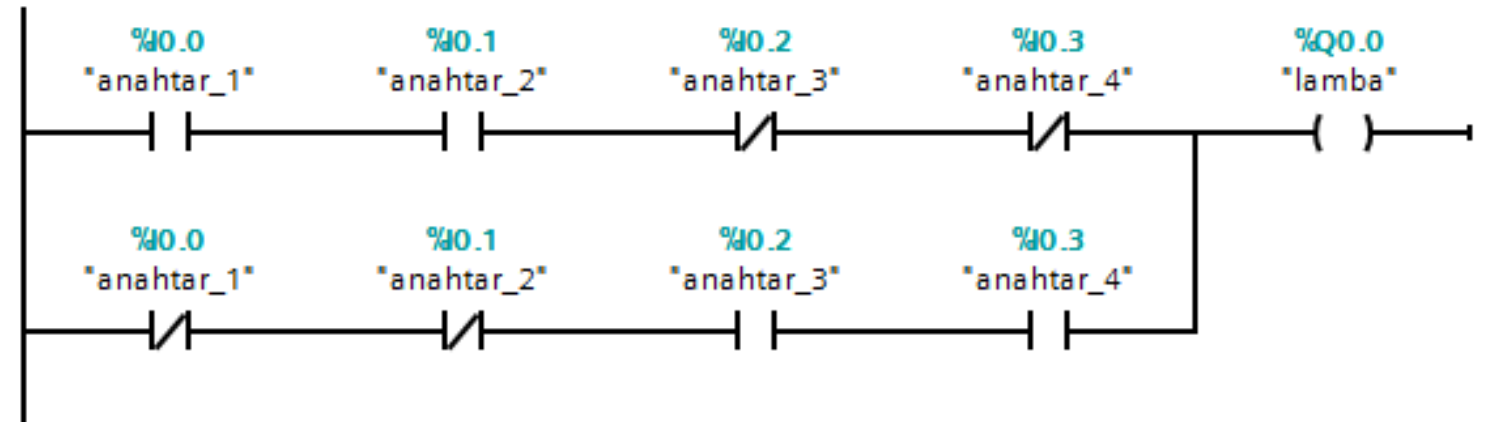 %I0.0 %I0.1 %I0.2 %I0.3 %Q0.0
"anahtar_1" "anahtar_2" "anahtar_3" "anahtar_4" "lamba"
%I0.0 %I0.1 %I0.2 %I0.3
"anahtar_1" "anahtar_2" "anahtar_3" "anahtar_4"